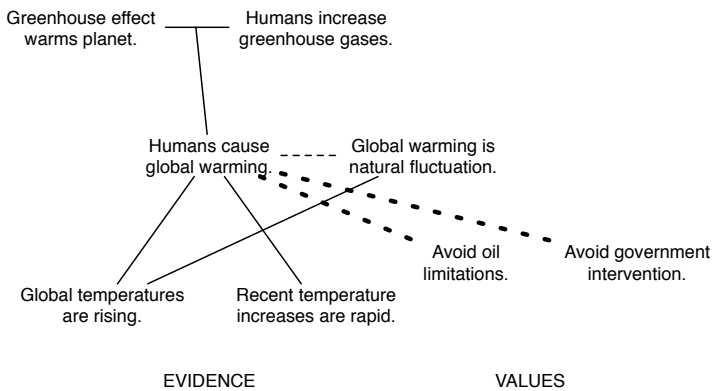 Greenhouse effect
warms planet.
Humans increase
greenhouse gases.
Humans cause
global warming.
Global warming is
natural fluctuation.
Avoid oil
limitations.
Avoid government
intervention.
Global temperatures
are rising.
Recent temperature
increases are rapid.
EVIDENCE
VALUES